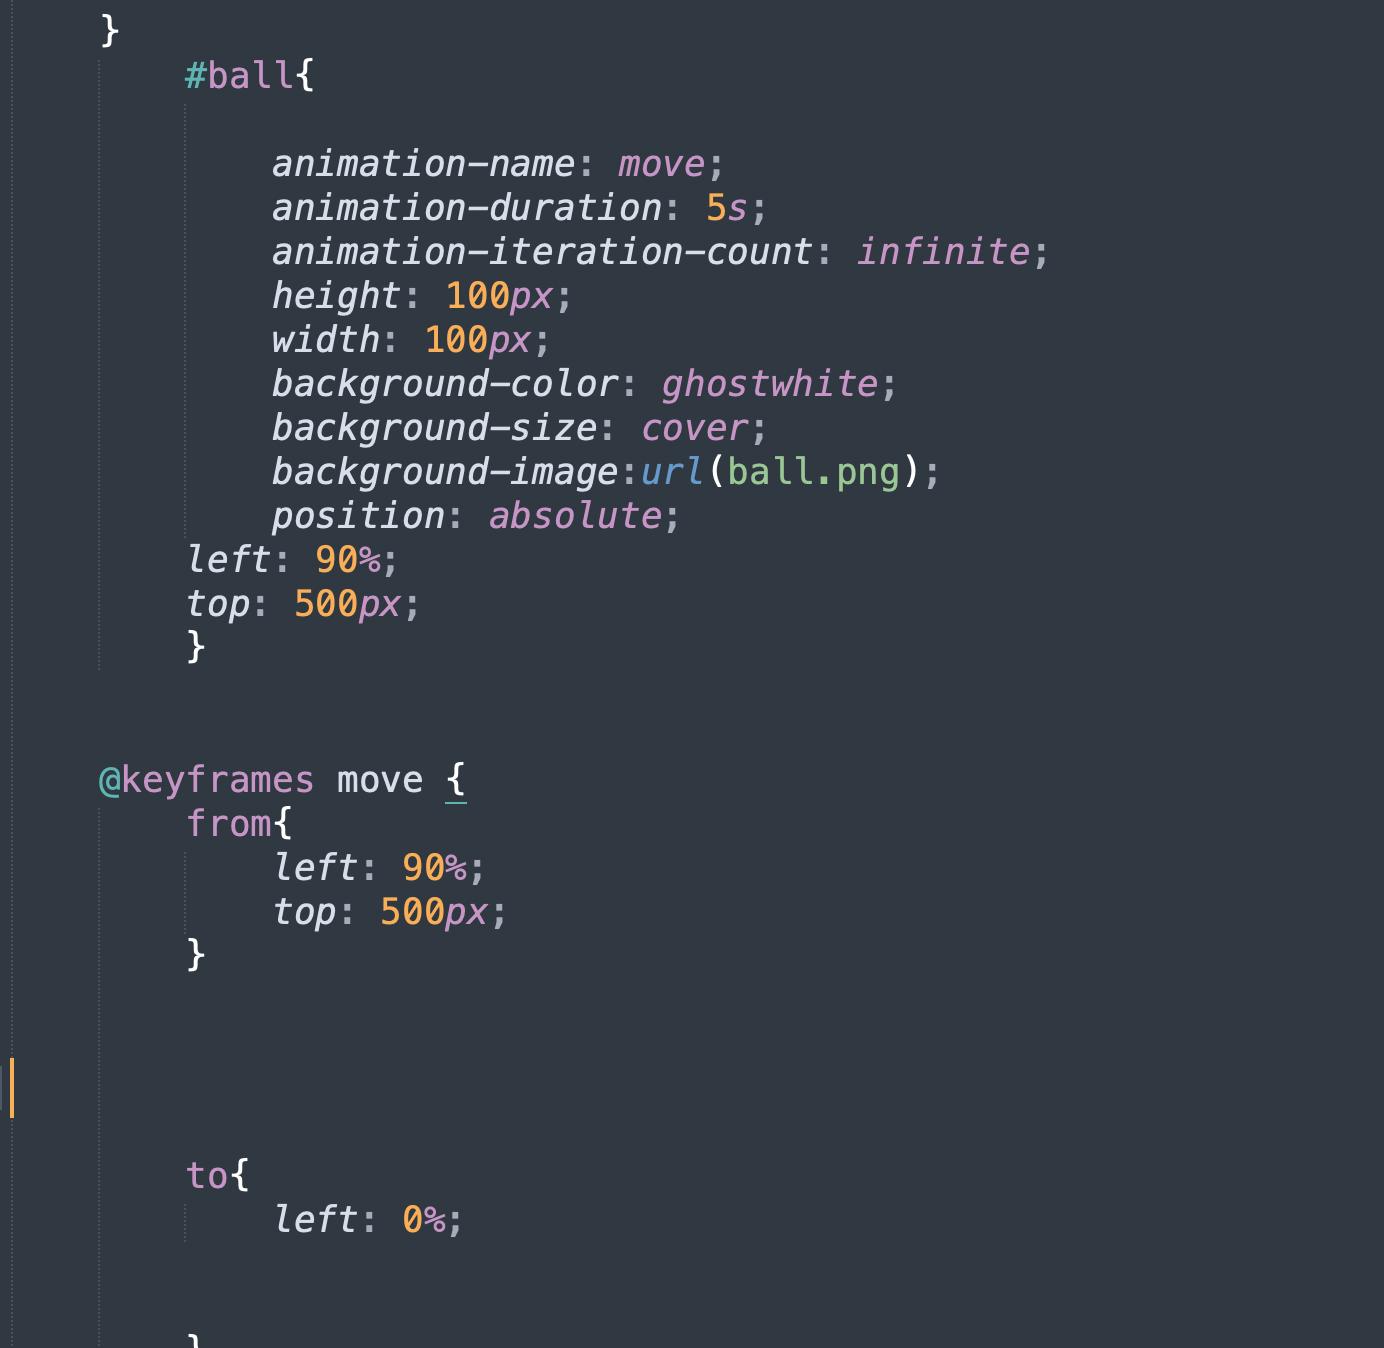 }
#ball{
animation-name: move;
animation-duration: 5s;
animation-iteration-count: infinite;
height: 100px;
width: 100px;
background-color: ghostwhite;
background-size: cover;
background-image:url(ball.png);
position: absolute;
left: 90%;
top: 500px;
}
@keyframes move {
from{
left: 90%;
top: 500px;
}
to{
left: 0%;
}